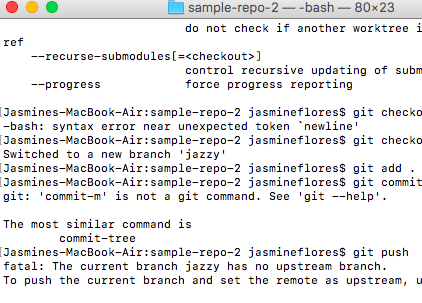 sample-repo-2 — -bash — 80×23
do not check if another worktree i
ref
--recurse-submodules[=<checkout>]
control recursive updating of subm
--progress force progress reporting
[Jasmines-MacBook-Air:sample-repo-2 jasmineflores$ git checko
-bash: syntax error near unexpected token `newline'
[Jasmines-MacBook-Air:sample-repo-2 jasmineflores$ git checko
Switched to a new branch 'jazzy'
[Jasmines-MacBook-Air:sample-repo-2 jasmineflores$ git add .
[Jasmines-MacBook-Air:sample-repo-2 jasmineflores$ git commit
git: 'commit-m' is not a git command. See 'git --help'.
The most similar command is
commit-tree
[Jasmines-MacBook-Air:sample-repo-2 jasmineflores$ git push
fatal: The current branch jazzy has no upstream branch.
To push the current branch and set the remote as upstream, u